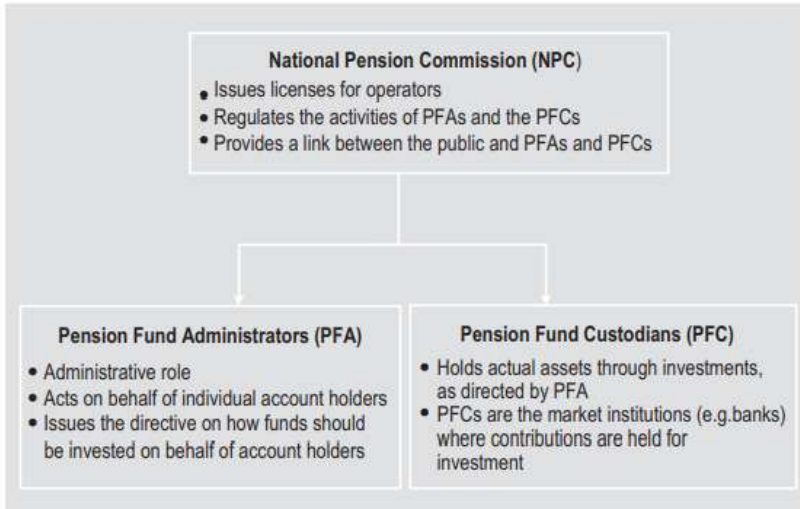 National Pension Commission (NPC)
• Issues licenses for operators
• Regulates the activities of PFAs and the PFCs
• Provides a link between the public and PFAs and PFCs
Pension Fund Administrators (PFA)
• Administrative role
• Acts on behalf of individual account holders
• Issues the directive on how funds should
be invested on behalf of account holders
Pension Fund Custodians (PFC)
• Holds actual assets through investments,
as directed by PFA
• PFCs are the market institutions (e.g.banks)
where contributions are held for
investment